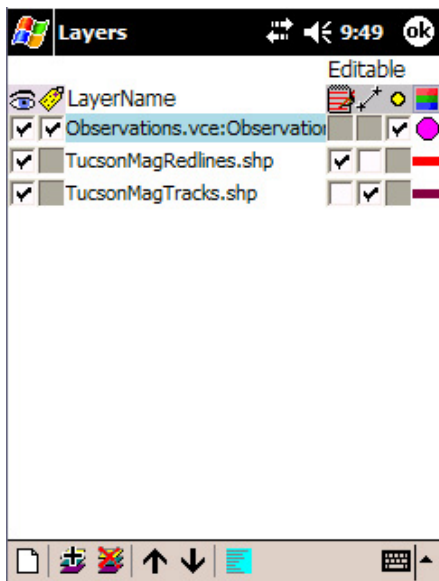 Layers 9:49 ok
Editable
LayerName
Observations.vce:Observation
TucsonMagRedlines.shp
TucsonMagTracks.shp